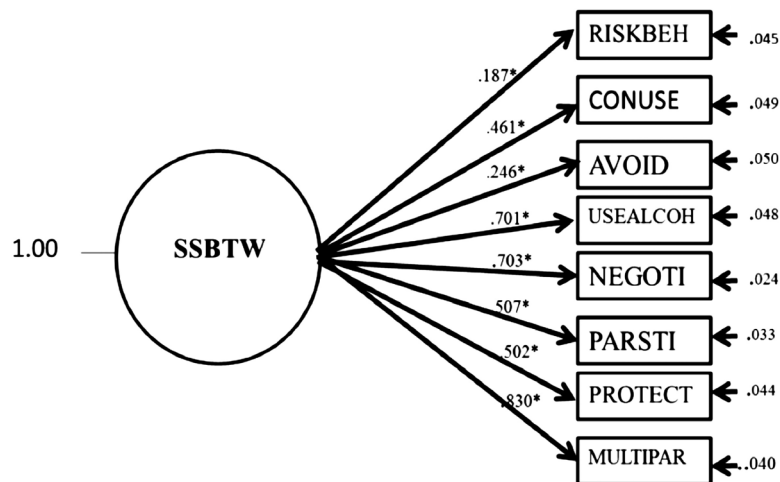 RISKBEH .045
.187*
CONUSE .049
.461*
AVOID .050
.246*
USEALCOH .048
.701*
1.00 SSBTW
.703*
NEGOTI .024
507*
PARSTI .033
.502*
PROTECT .044
.830*
MULTIPAR ..040